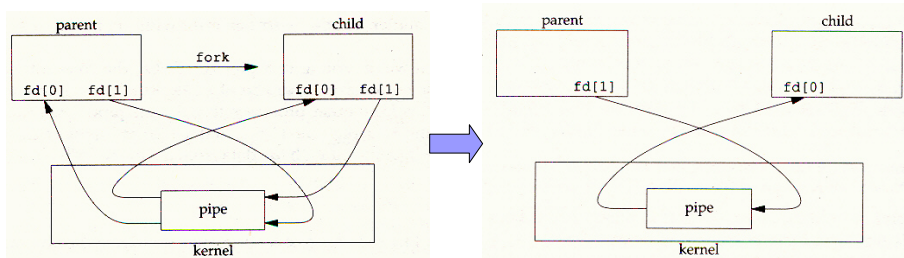 parent
child
fork
fd[0] fd[1]
fd[0] fd[1]
pipe
kernel
parent
child
fd[1]
fd[0]
pipe
kernel